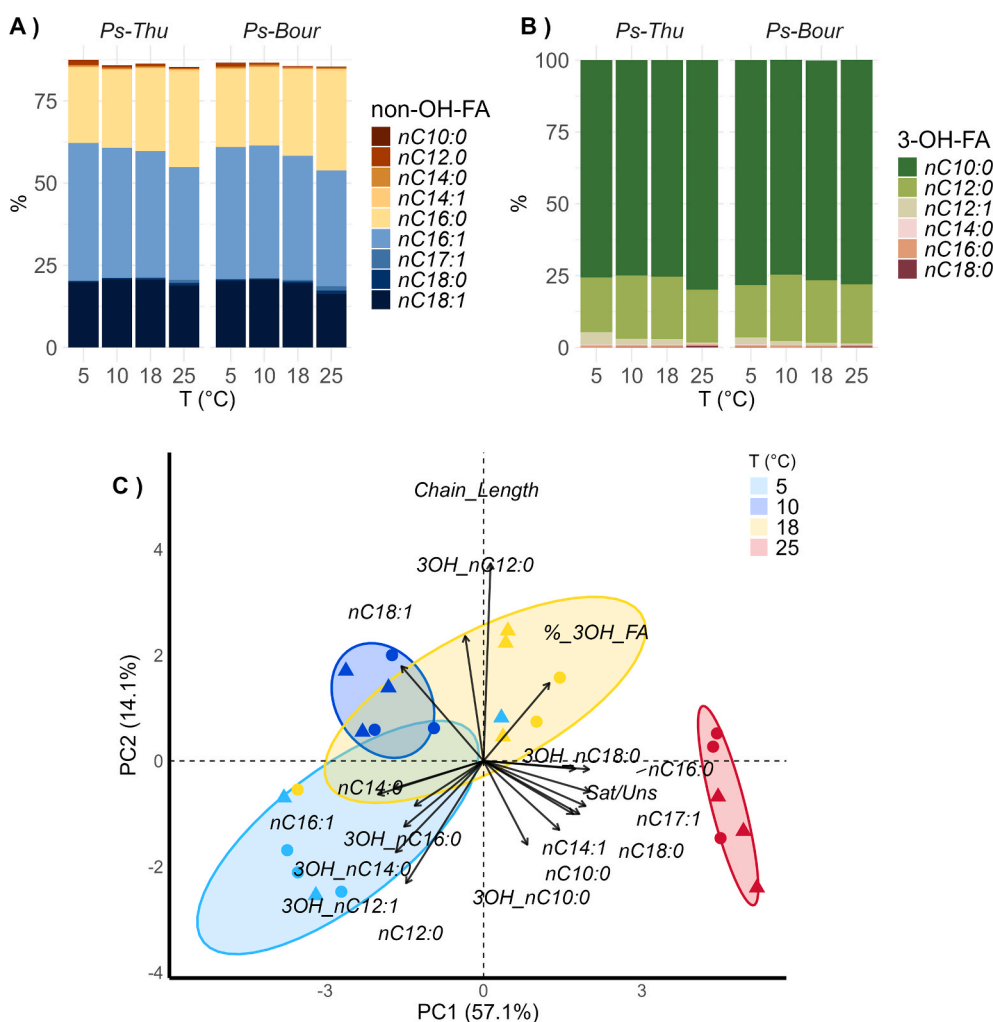 A )
Ps-Thu
Ps-Bour
%
75
50
25
0
5 10 18 25 5 10 18 25
T (°C)
non-OH-FA
nC10:0
nC12.0
nC14:0
nC14:1
nC16:0
nC16:1
nC17:1
nC18:0
nC18:1
B )
Ps-Thu
Ps-Bour
%
100
75
50
25
0
5 10 18 25 5 10 18 25
T (°C)
3-OH-FA
nC10:0
nC12:0
nC12:1
nC14:0
nC16:0
nC18:0
C )
T (°C)
5
10
18
25
Chain_Length
3OH_nC12:0
nC18:1
%_3OH_FA
3OH_nC18:0
nC16:0
nC14:0
Sat/Uns
nC16:1
nC17:1
3OH_nC16:0
nC14:1
nC18:0
3OH_nC14:0
nC10:0
3OH_nC12:1
3OH_nC10:0
nC12:0
PC2 (14.1%)
4
2
0
-2
-4
-3 0 3
PC1 (57.1%)